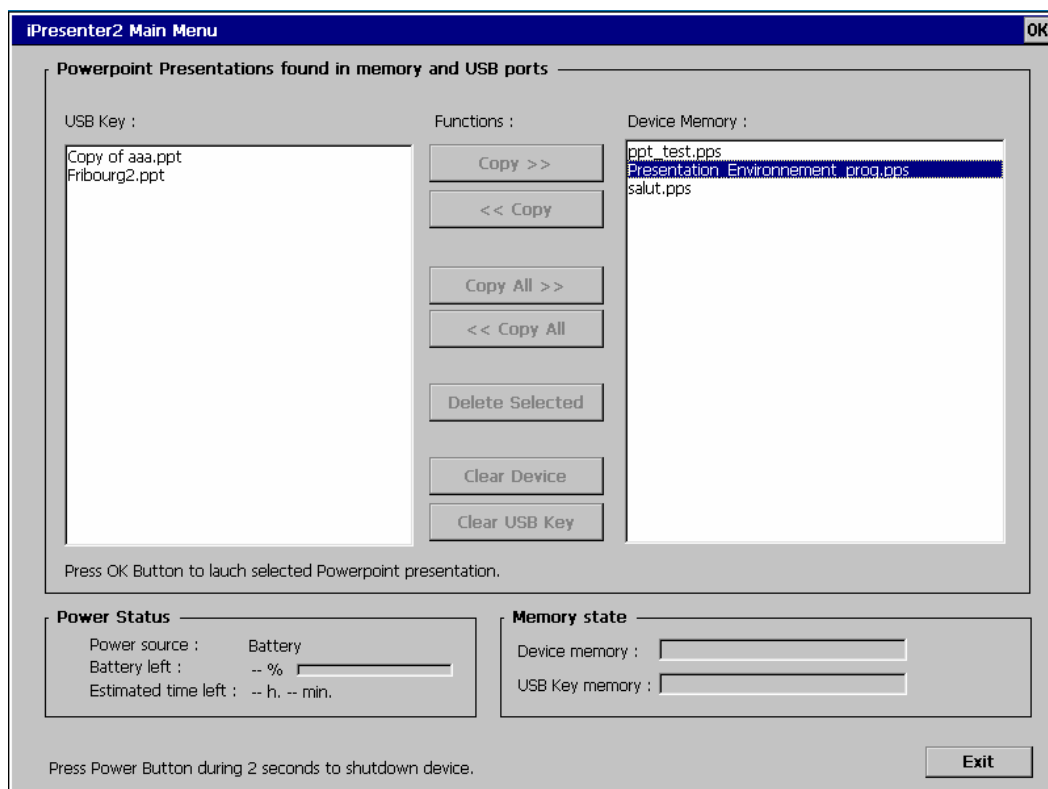 iPresenter2 Main Menu
OK
Powerpoint Presentations found in memory and USB ports
USB Key :
Functions :
Device Memory :
Copy of aaa.ppt
Fribourg2.ppt
Copy >>
<< Copy
Copy All >>
<< Copy All
Delete Selected
Clear Device
Clear USB Key
ppt_test.pps
Presentation_Environnement_prog.pps
salut.pps
Press OK Button to lauch selected Powerpoint presentation.
Power Status
Power source : Battery
Battery left : -- %
Estimated time left : -- h. -- min.
Memory state
Device memory :
USB Key memory :
Press Power Button during 2 seconds to shutdown device.
Exit